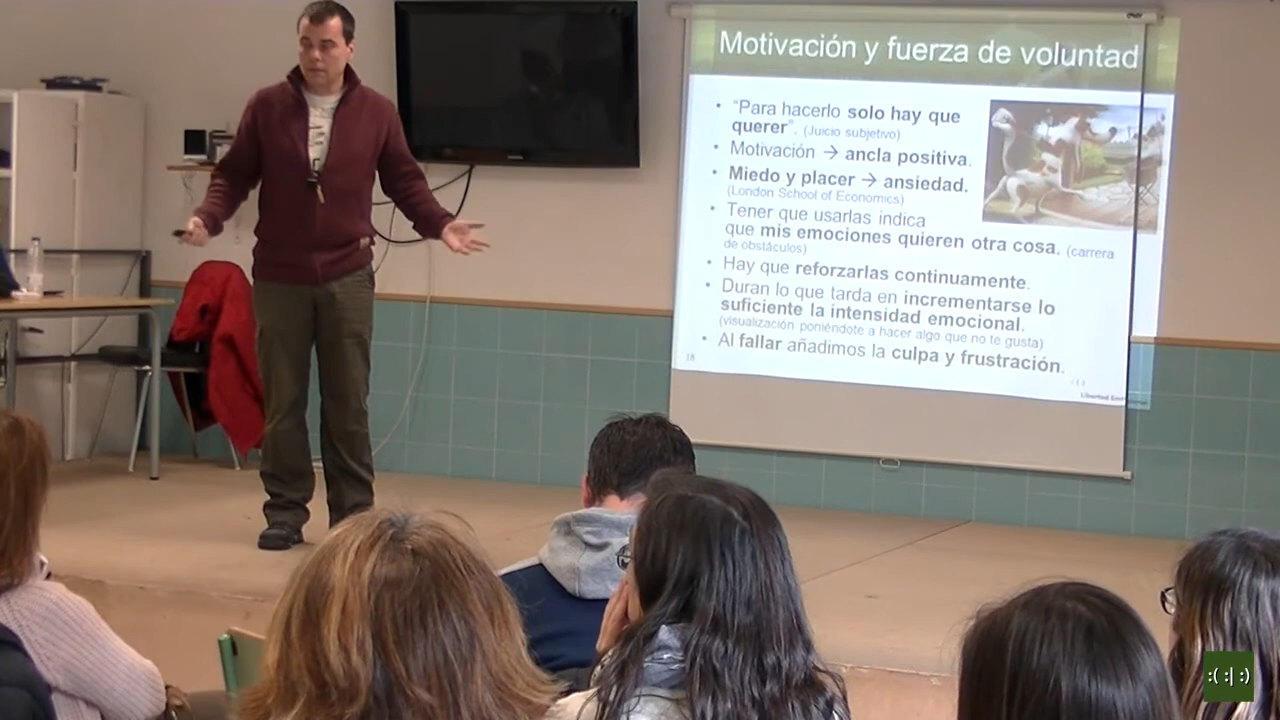 Motivación y fuerza de voluntad
• “Para hacerlo solo hay que
querer”. (Juicio subjetivo)
• Motivación → ancla positiva.
• Miedo y placer → ansiedad.
(London School of Economics)
• Tener que usarlas indica
que mis emociones quieren otra cosa. (carrera
de obstáculos)
• Hay que reforzarlas continuamente.
• Duran lo que tarda en incrementarse lo
suficiente la intensidad emocional.
(visualización poniéndote a hacer algo que no te gusta)
• Al fallar añadimos la culpa y frustración.
18
Libertad
:( :| :)